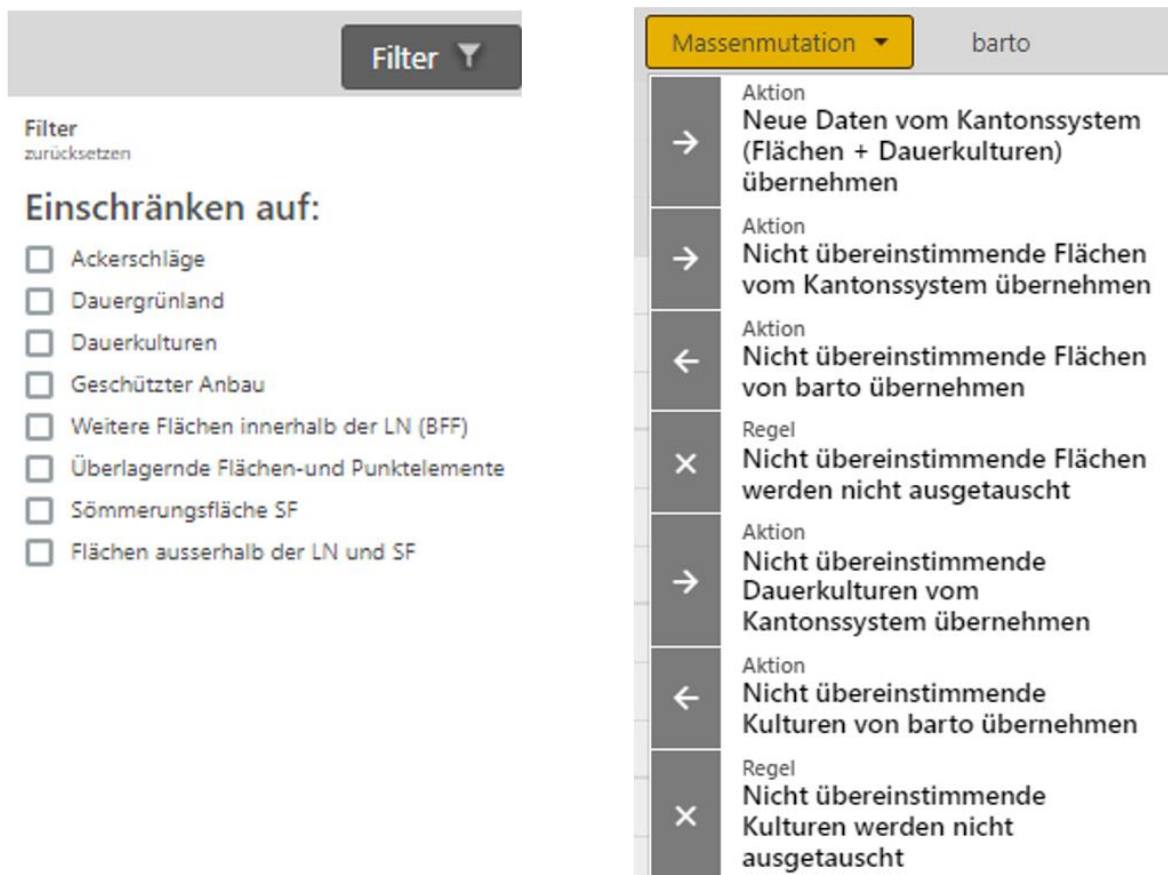 Filter
Filter
zurücksetzen
Einschränken auf:
Ackerschläge
Dauergrünland
Dauerkulturen
Geschützter Anbau
Weitere Flächen innerhalb der LN (BFF)
Überlagernde Flächen-und Punktelemente
Sömmerungsfläche SF
Flächen ausserhalb der LN und SF
Massenmutation barto
Aktion
Neue Daten vom Kantonssystem
(Flächen + Dauerkulturen)
übernehmen
Aktion
Nicht übereinstimmende Flächen
vom Kantonssystem übernehmen
Aktion
Nicht übereinstimmende Flächen
von barto übernehmen
Regel
Nicht übereinstimmende Flächen
werden nicht ausgetauscht
Aktion
Nicht übereinstimmende
Dauerkulturen vom
Kantonssystem übernehmen
Aktion
Nicht übereinstimmende
Kulturen von barto übernehmen
Regel
Nicht übereinstimmende
Kulturen werden nicht
ausgetauscht